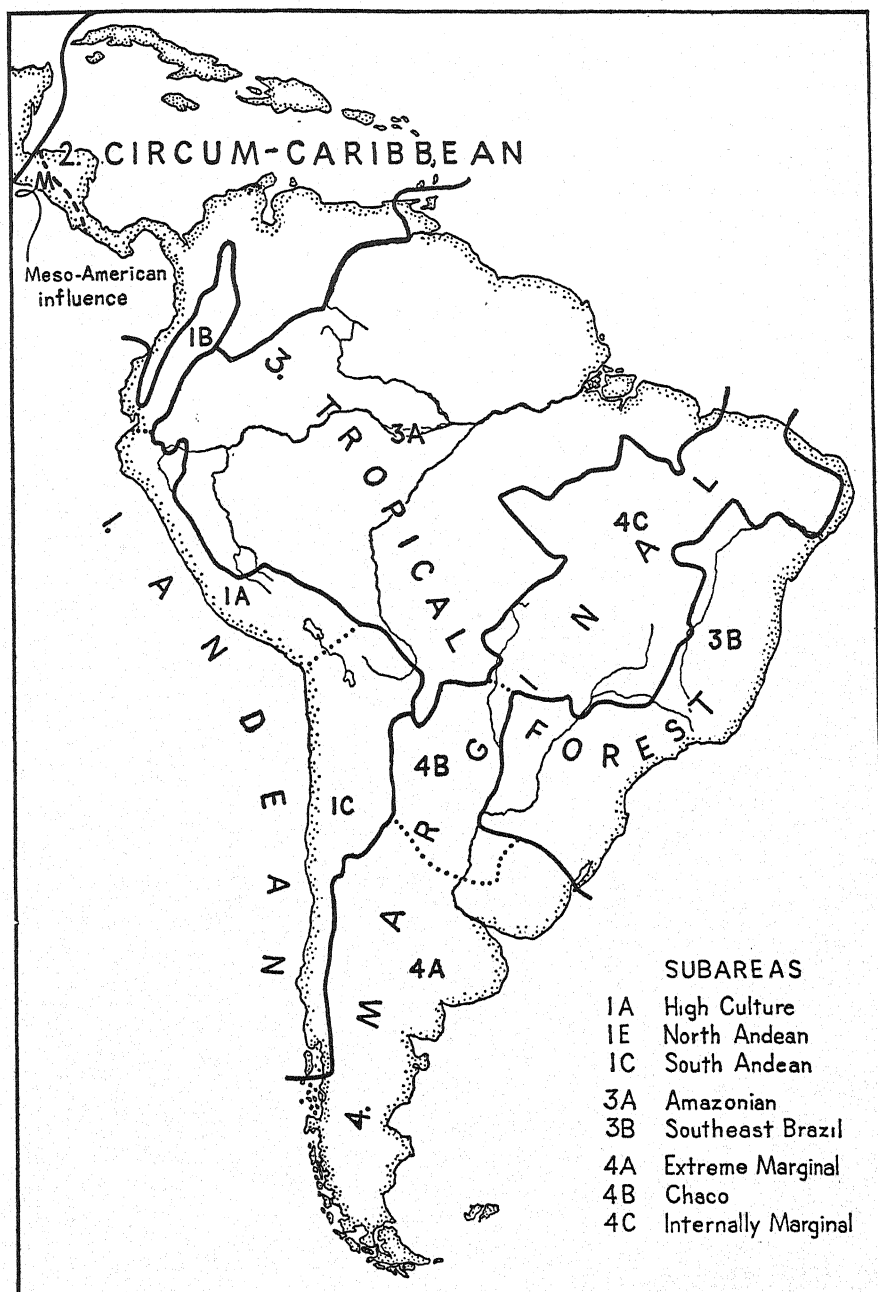 2. CIRCUM-CARIBBEAN
M
Meso-American
influence
1B
3. TROPICAL FOREST
3A
4C
1. ANDEAN
1A
3B
4B
1C
4. MARGINAL
4A
SUBAREAS
1A High Culture
1E North Andean
1C South Andean
3A Amazonian
3B Southeast Brazil
4A Extreme Marginal
4B Chaco
4C Internally Marginal